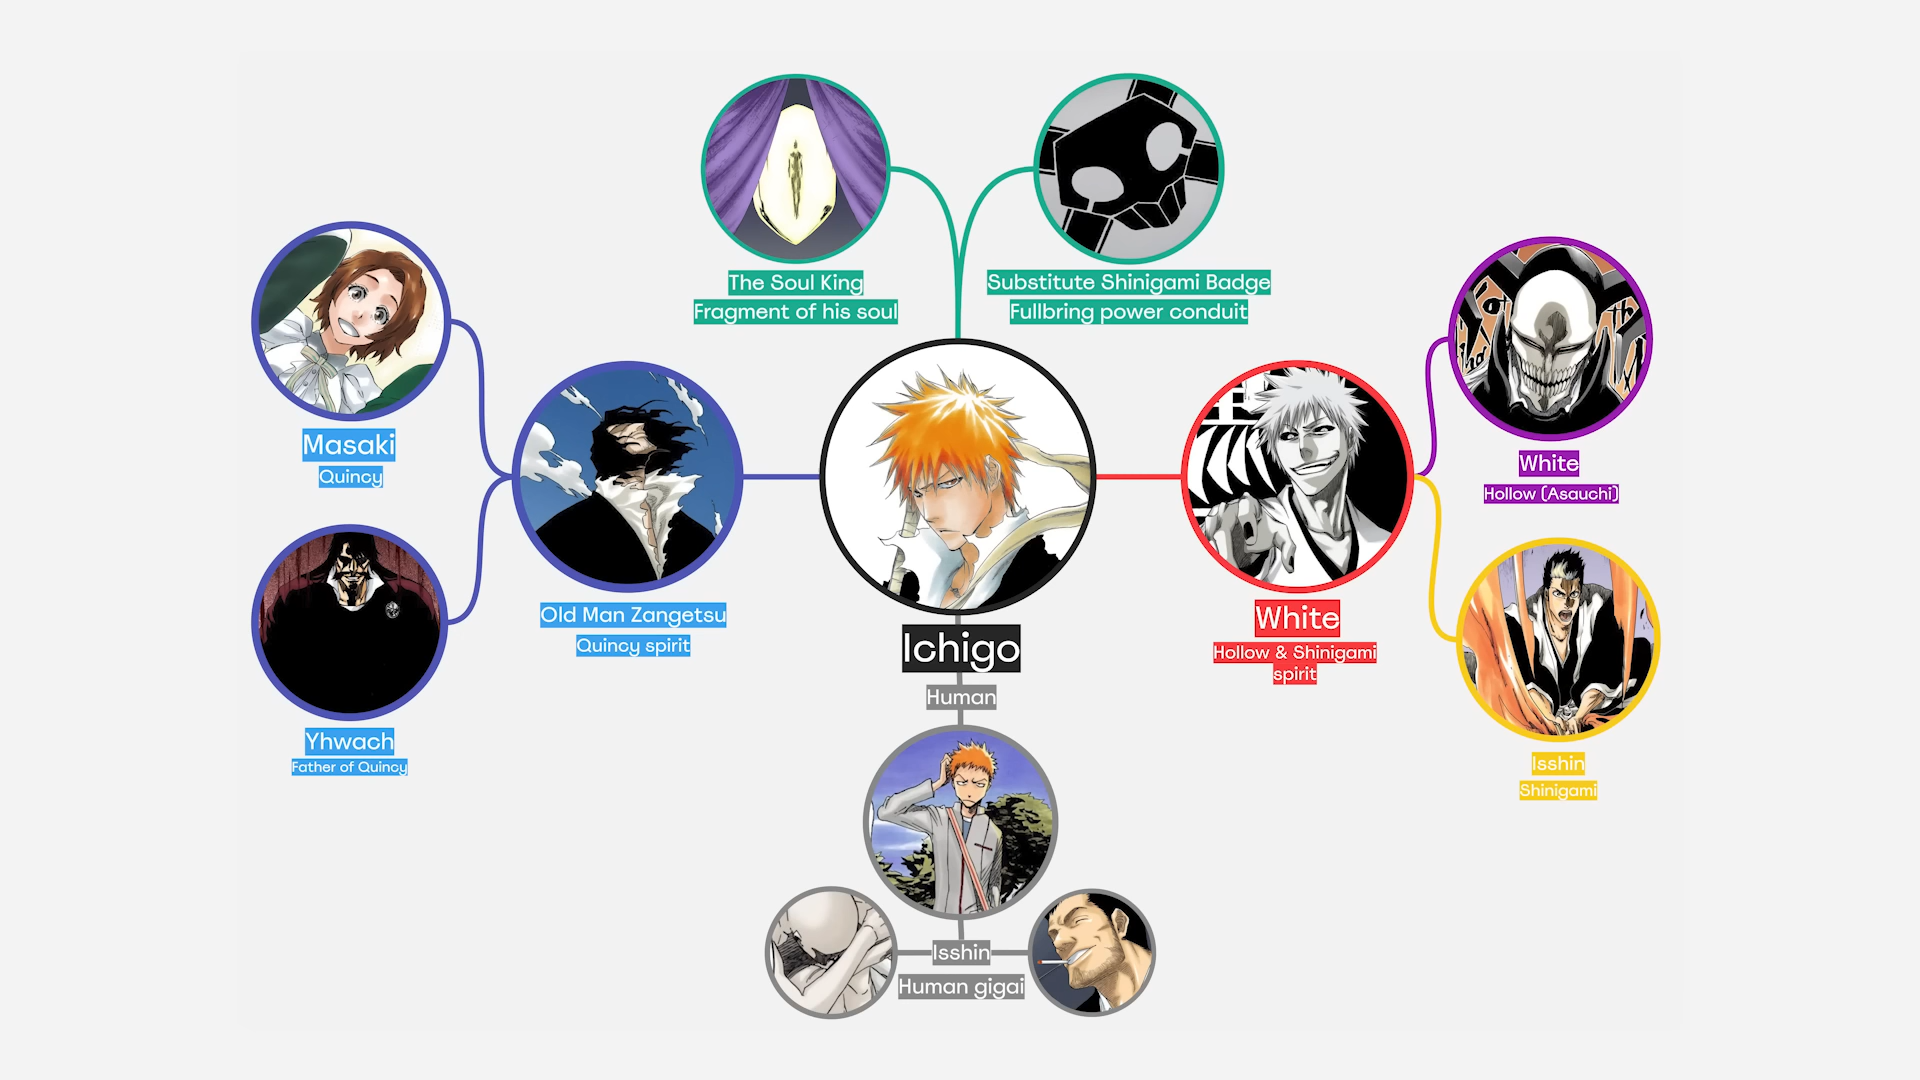 The Soul King
Fragment of his soul
Substitute Shinigami Badge
Fullbring power conduit
Masaki
Quincy
White
Hollow (Asauchi)
Old Man Zangetsu
Quincy spirit
Ichigo
Human
White
Hollow & Shinigami
spirit
Yhwach
Father of Quincy
Isshin
Shinigami
Isshin
Human gigai